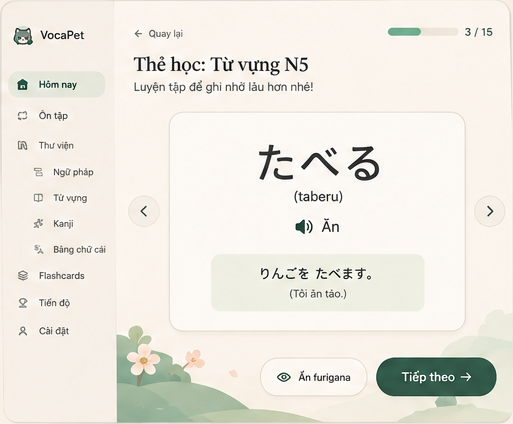 VocaPet
Hôm nay
Ôn tập
Thư viện
Ngữ pháp
Từ vựng
Kanji
Bảng chữ cái
Flashcards
Tiến độ
Cài đặt
← Quay lại
3 / 15
Thẻ học: Từ vựng N5
Luyện tập để ghi nhớ lâu hơn nhé!
たべる
(taberu)
Ăn
りんごを たべます。
(Tôi ăn táo.)
Ẩn furigana
Tiếp theo →